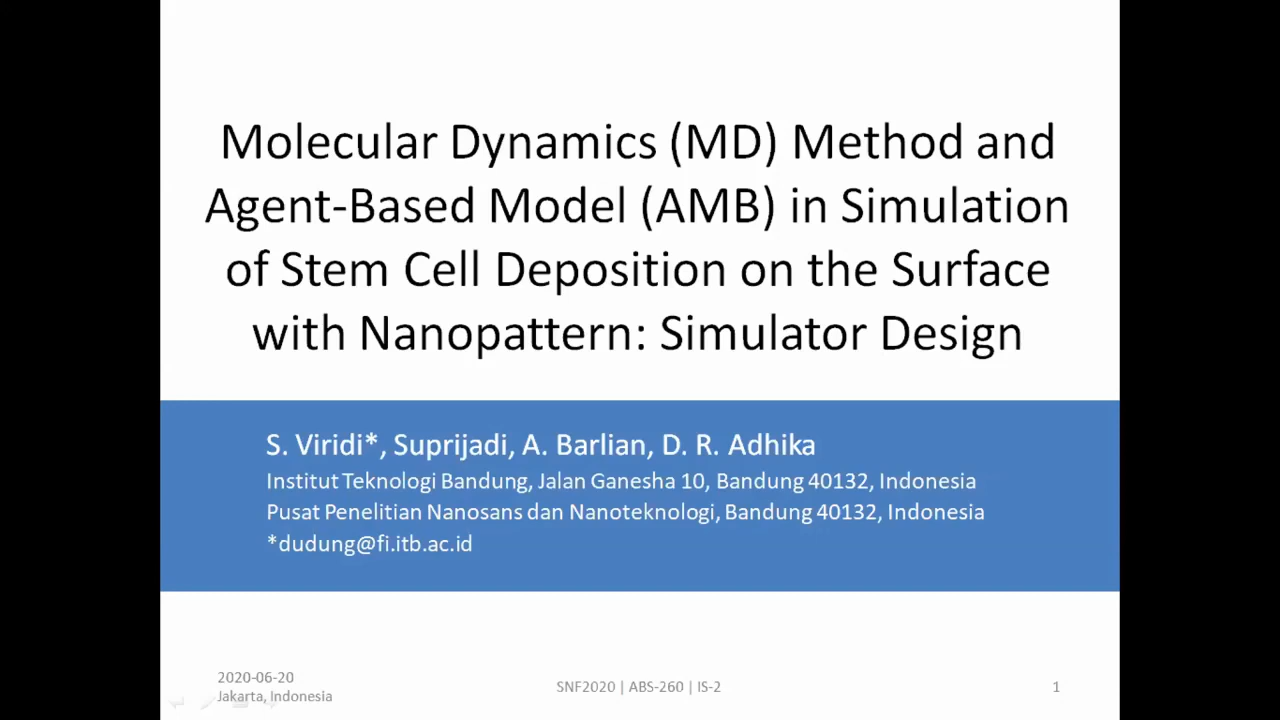 Molecular Dynamics (MD) Method and
Agent-Based Model (AMB) in Simulation
of Stem Cell Deposition on the Surface
with Nanopattern: Simulator Design
S. Viridi*, Suprijadi, A. Barlian, D. R. Adhika
Institut Teknologi Bandung, Jalan Ganesha 10, Bandung 40132, Indonesia
Pusat Penelitian Nanosans dan Nanoteknologi, Bandung 40132, Indonesia
*dudung@fi.itb.ac.id
2020-06-20
Jakarta, Indonesia
SNF2020 | ABS-260 | IS-2
1